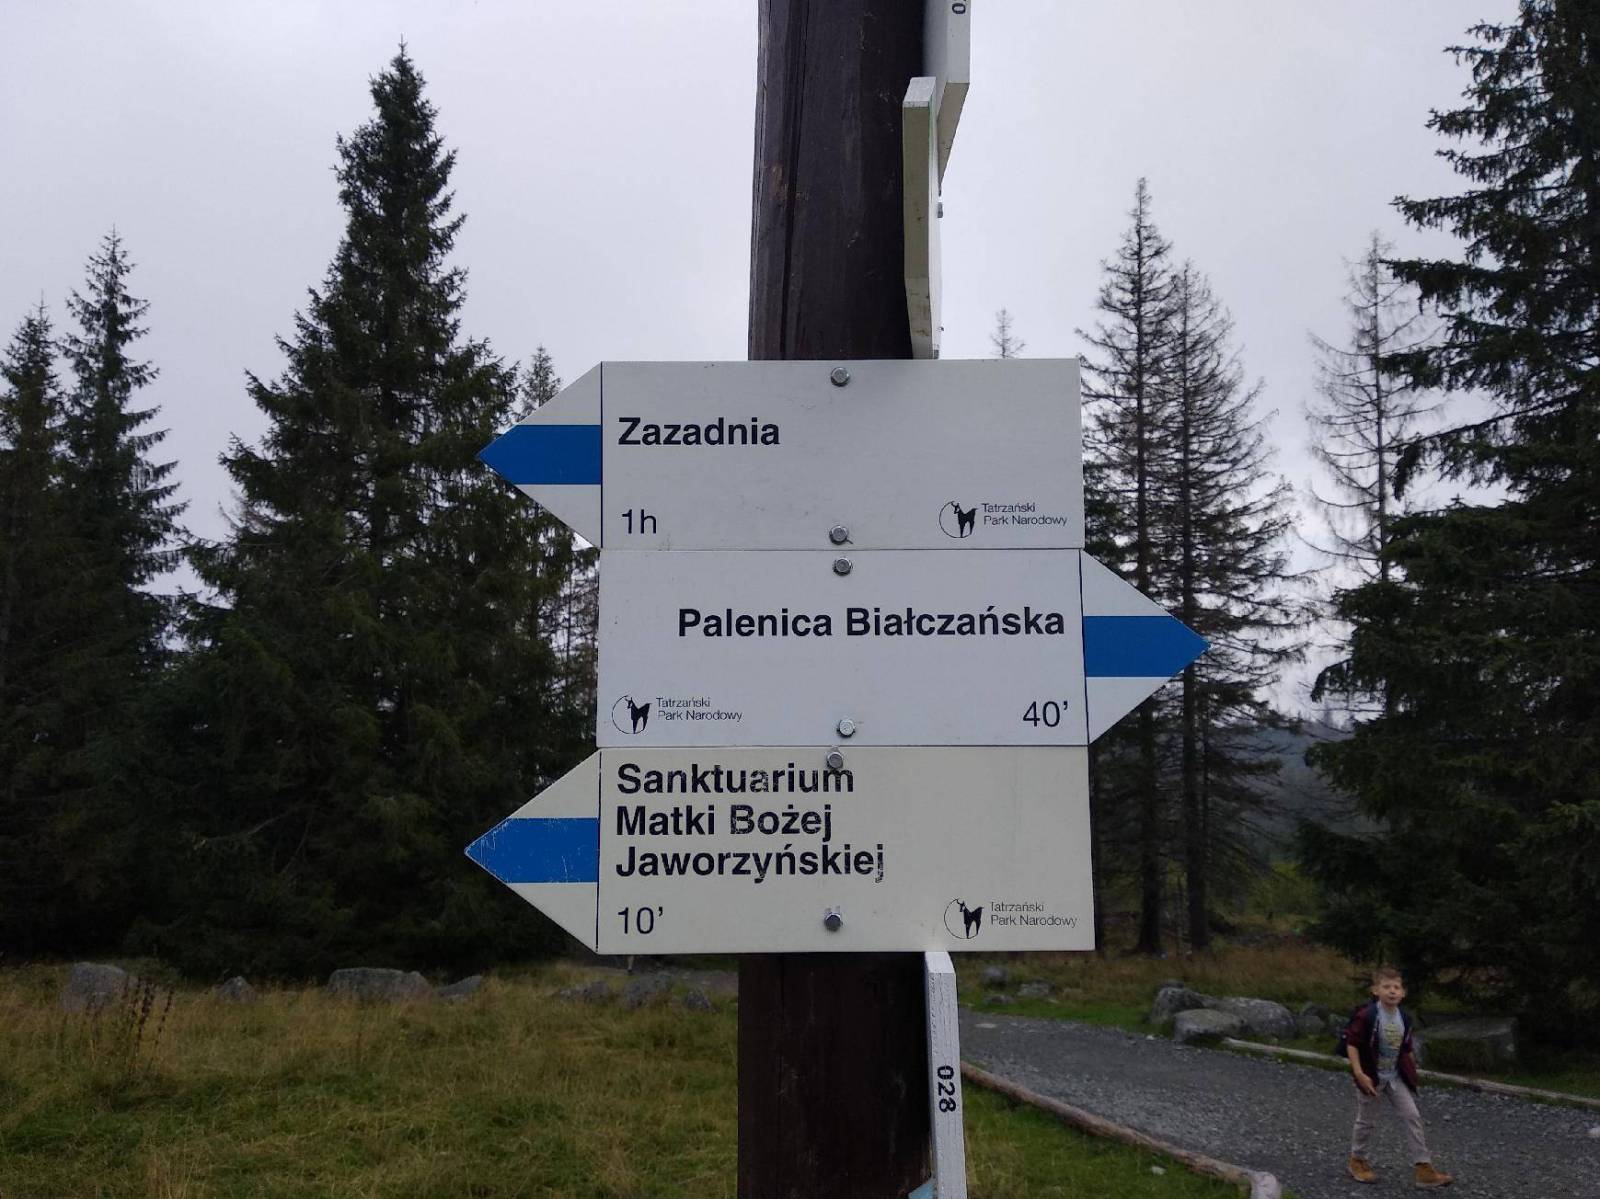 Zazadnia
1h
Tatrzański
Park Narodowy
Palenica Białczańska
Tatrzański
Park Narodowy
40’
Sanktuarium
Matki Bożej
Jaworzyńskiej
10’
Tatrzański
Park Narodowy
028